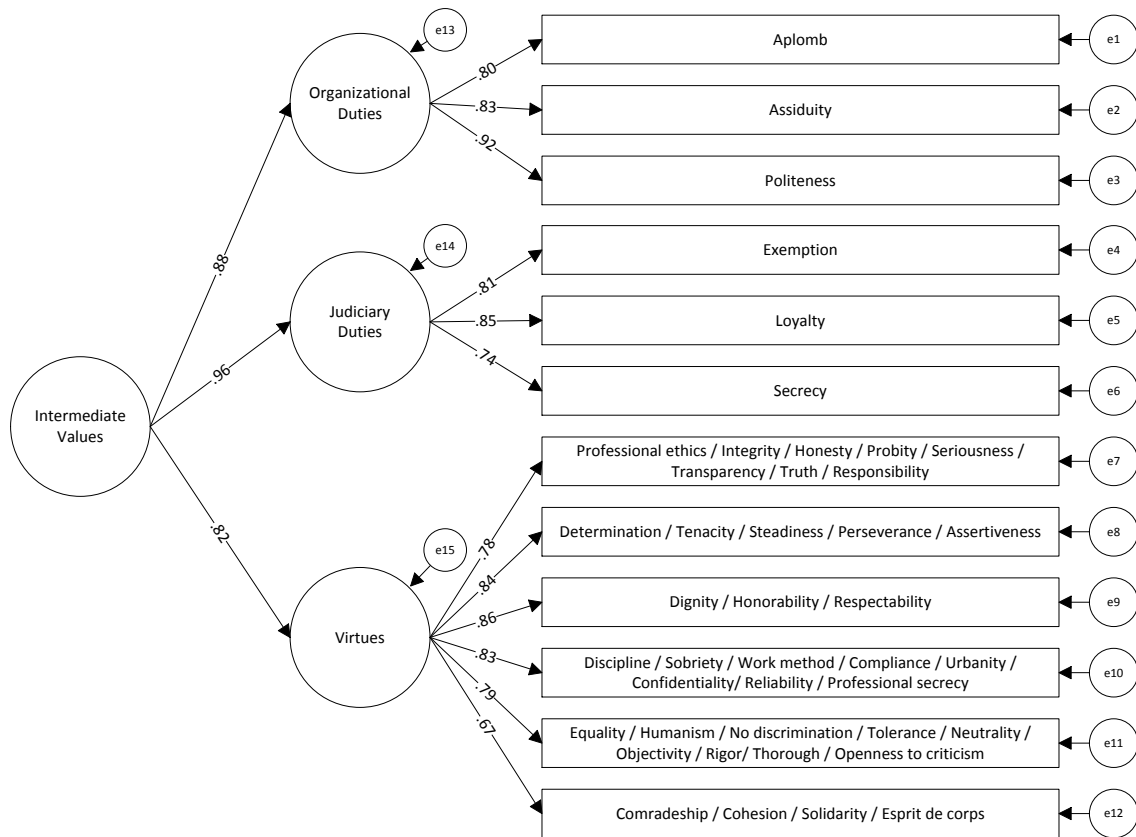 e13
Organizational
Duties
.80
.83
.92
Aplomb
e1
Assiduity
e2
Politeness
e3
.88
e14
Judiciary
Duties
.81
.85
.74
Exemption
e4
Loyalty
e5
Secrecy
e6
.96
Intermediate
Values
.82
e15
Virtues
.78
.84
.86
.83
.79
.67
Professional ethics / Integrity / Honesty / Probity / Seriousness /
Transparency / Truth / Responsibility
e7
Determination / Tenacity / Steadiness / Perseverance / Assertiveness
e8
Dignity / Honorability / Respectability
e9
Discipline / Sobriety / Work method / Compliance / Urbanity /
Confidentiality/ Reliability / Professional secrecy
e10
Equality / Humanism / No discrimination / Tolerance / Neutrality /
Objectivity / Rigor/ Thorough / Openness to criticism
e11
Comradeship / Cohesion / Solidarity / Esprit de corps
e12